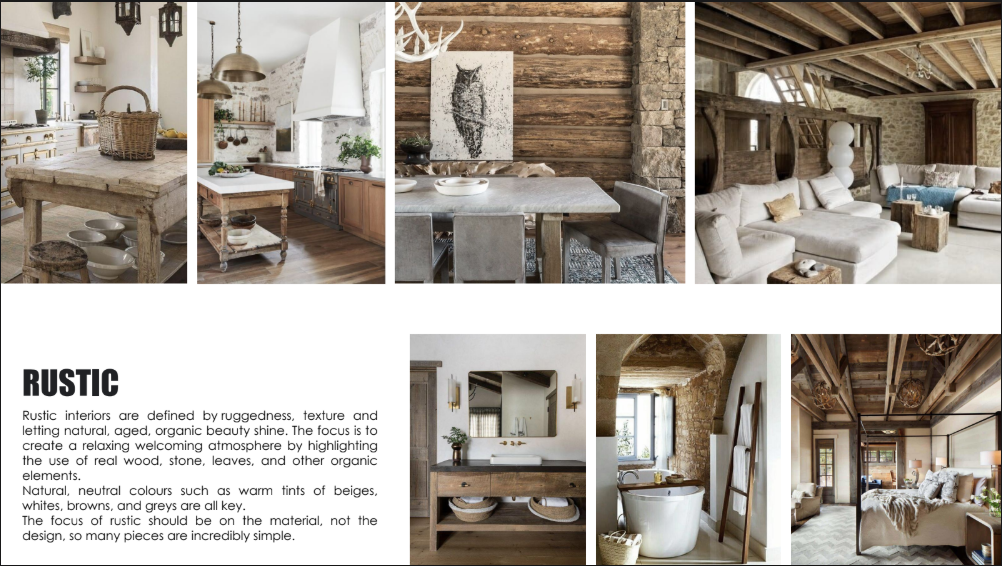 RUSTIC
Rustic interiors are defined by ruggedness, texture and
letting natural, aged, organic beauty shine. The focus is to
create a relaxing welcoming atmosphere by highlighting
the use of real wood, stone, leaves, and other organic
elements.
Natural, neutral colours such as warm tints of beiges,
whites, browns, and greys are all key.
The focus of rustic should be on the material, not the
design, so many pieces are incredibly simple.